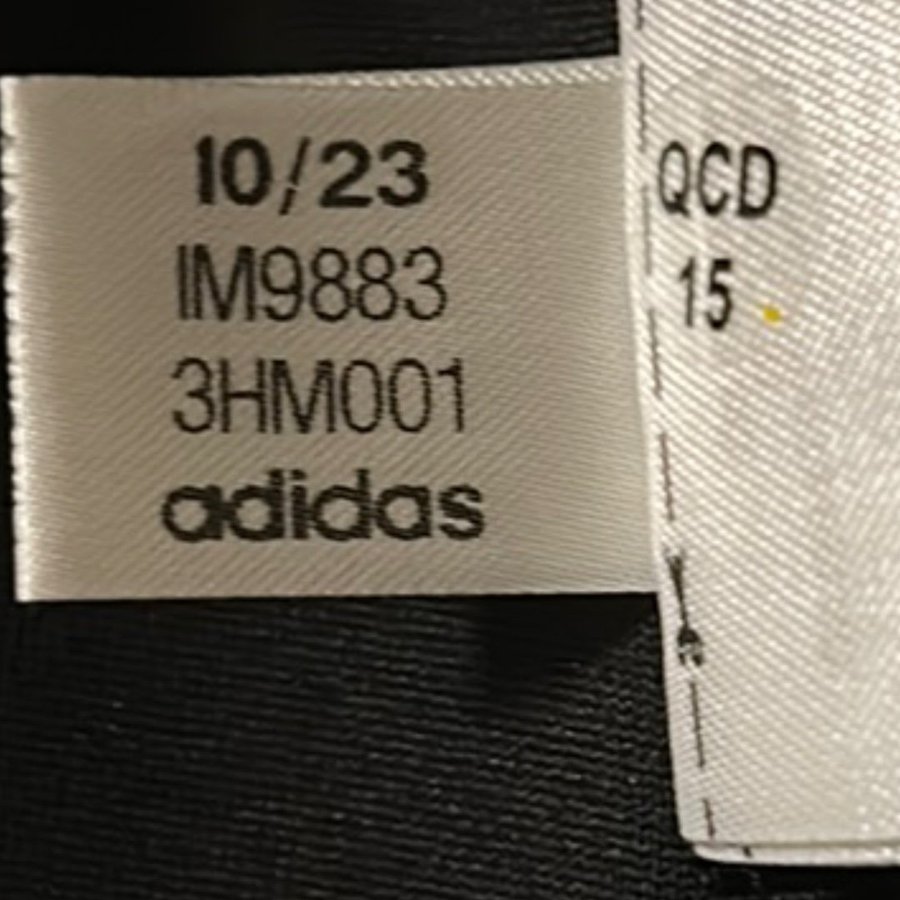 10/23
IM9883
3HM001
adidas
QCD
15